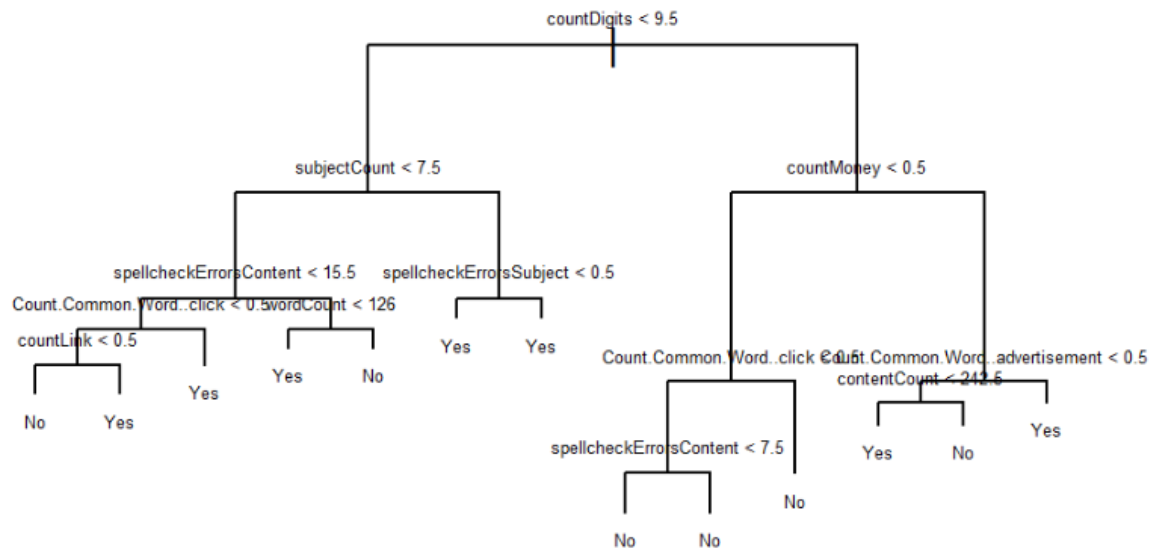 countDigits < 9.5
subjectCount < 7.5
countMoney < 0.5
spellcheckErrorsContent < 15.5
spellcheckErrorsSubject < 0.5
Count.Common.Word..click < 0.5
wordCount < 126
countLink < 0.5
Yes
Yes
Yes
No
Yes
No
Yes
Count.Common.Word..click < 0.5
Count.Common.Word..advertisement < 0.5
contentCount < 242.5
Yes
No
Yes
spellcheckErrorsContent < 7.5
No
No
No